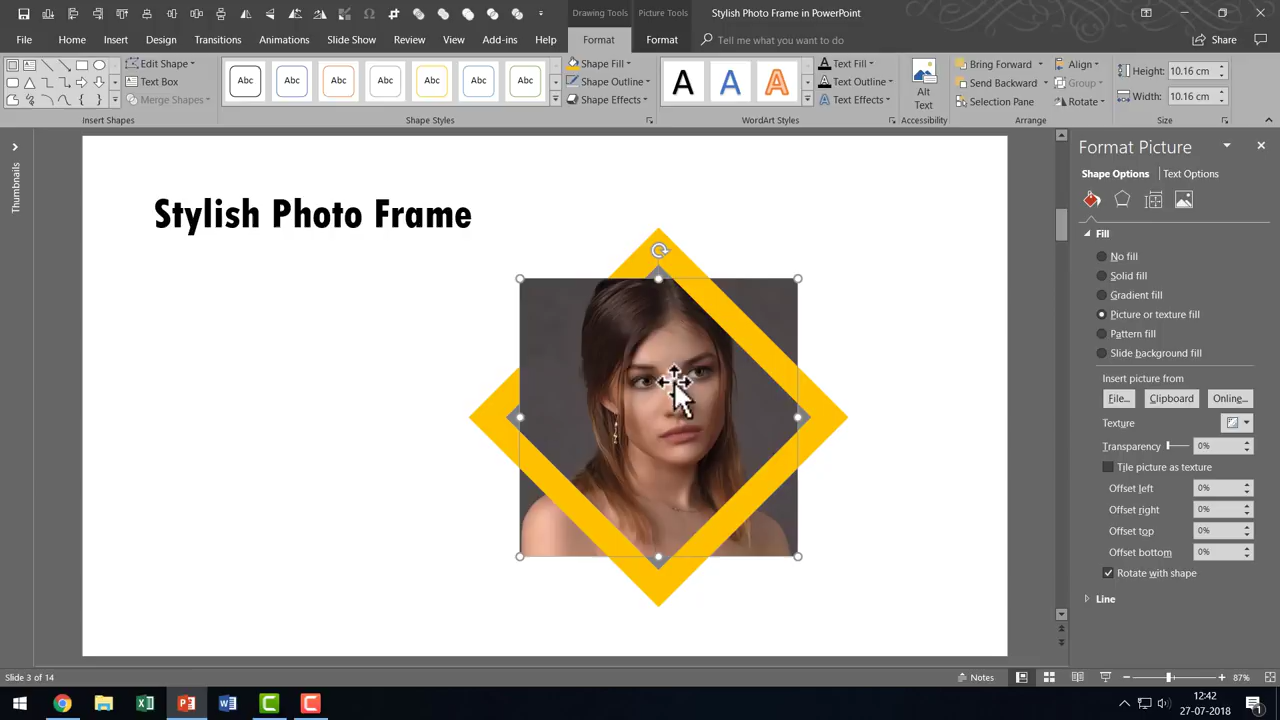 Drawing Tools Picture Tools Stylish Photo Frame in PowerPoint
File Home Insert Design Transitions Animations Slide Show Review View Add-ins Help Format Format Tell me what you want to do Share
Edit Shape
Text Box
Merge Shapes
Insert Shapes
Abc Abc Abc Abc Abc Abc Abc
Shape Styles
Shape Fill
Shape Outline
Shape Effects
A A A
WordArt Styles
Text Fill
Text Outline
Text Effects
Alt
Text
Accessibility
Bring Forward
Send Backward
Selection Pane
Align
Group
Rotate
Arrange
Height: 10.16 cm
Width: 10.16 cm
Size
Thumbnails
Stylish Photo Frame
Format Picture
Shape Options Text Options
Fill
No fill
Solid fill
Gradient fill
Picture or texture fill
Pattern fill
Slide background fill
Insert picture from
File... Clipboard Online...
Texture
Transparency 0%
Tile picture as texture
Offset left 0%
Offset right 0%
Offset top 0%
Offset bottom 0%
Rotate with shape
Line
Slide 3 of 14 Notes 87%
12:42
27-07-2018
1